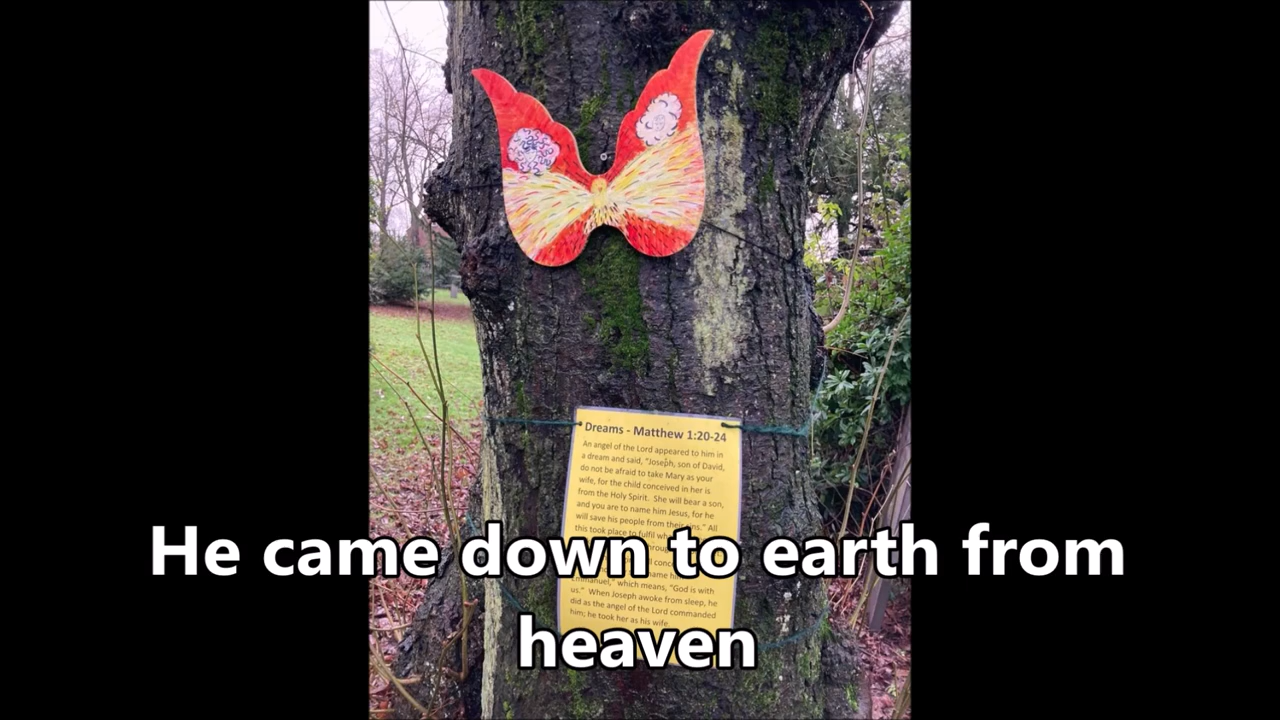 Dreams - Matthew 1:20-24
An angel of the Lord appeared to him in
a dream and said, "Joseph, son of David,
do not be afraid to take Mary as your
wife, for the child conceived in her is
from the Holy Spirit. She will bear a son,
and you are to name him Jesus, for he
will save his people from their sins." All
this took place to fulfil
name
Emmanuel," which means, "God is with
us." When Joseph awoke from sleep, he
did as the angel of the Lord commanded
him; he took her as his wife.
He came down to earth from
heaven